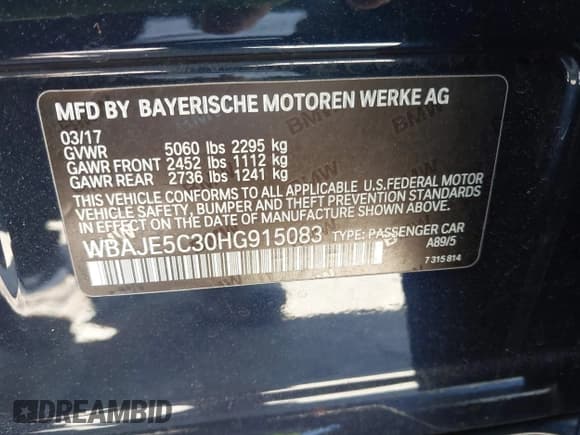 MFD BY BAYERISCHE MOTOREN WERKE AG
03/17
GVWR 5060 lbs 2295 kg
GAWR FRONT 2452 lbs 1112 kg
GAWR REAR 2736 lbs 1241 kg
THIS VEHICLE CONFORMS TO ALL APPLICABLE U.S.FEDERAL MOTOR
VEHICLE SAFETY, BUMPER AND THEFT PREVENTION STANDARDS
IN EFFECT ON THE DATE OF MANUFACTURE SHOWN ABOVE.
WBAJE5C30HG915083 TYPE: PASSENGER CAR
A89/5
7 315 814
DREAMBID